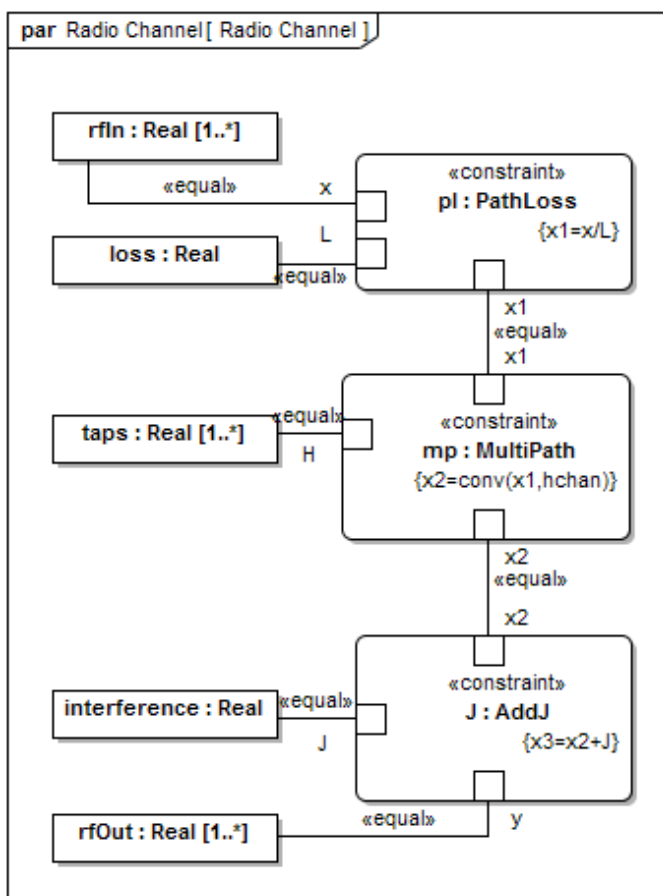 par Radio Channel[ Radio Channel ]
rfIn : Real [1..*]
«equal»
x
L
loss : Real
«equal»
«constraint»
pl : PathLoss
{x1=x/L}
x1
«equal»
x1
taps : Real [1..*]
«equal»
H
«constraint»
mp : MultiPath
{x2=conv(x1,hchan)}
x2
«equal»
x2
interference : Real
«equal»
J
«constraint»
J : AddJ
{x3=x2+J}
rfOut : Real [1..*]
«equal»
y